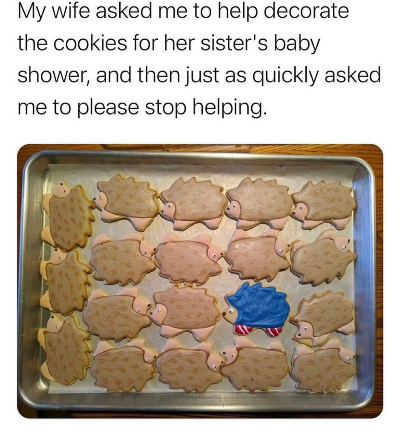 My wife asked me to help decorate
the cookies for her sister's baby
shower, and then just as quickly asked
me to please stop helping.